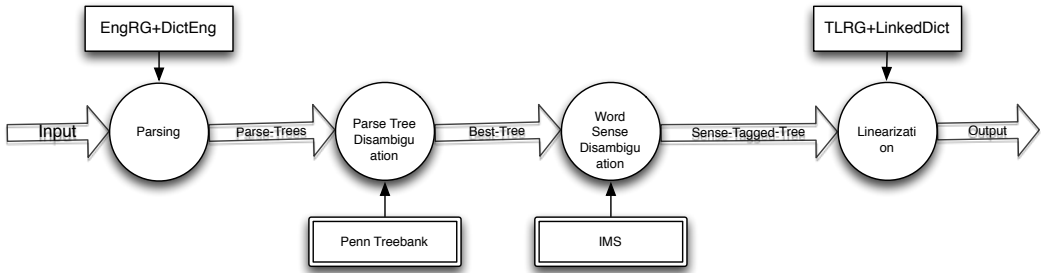 EngRG+DictEng
TLRG+LinkedDict
Input
Parsing
Parse-Trees
Parse Tree
Disambigu
ation
Best-Tree
Word
Sense
Disambigu
ation
Sense-Tagged-Tree
Linearizati
on
Output
Penn Treebank
IMS